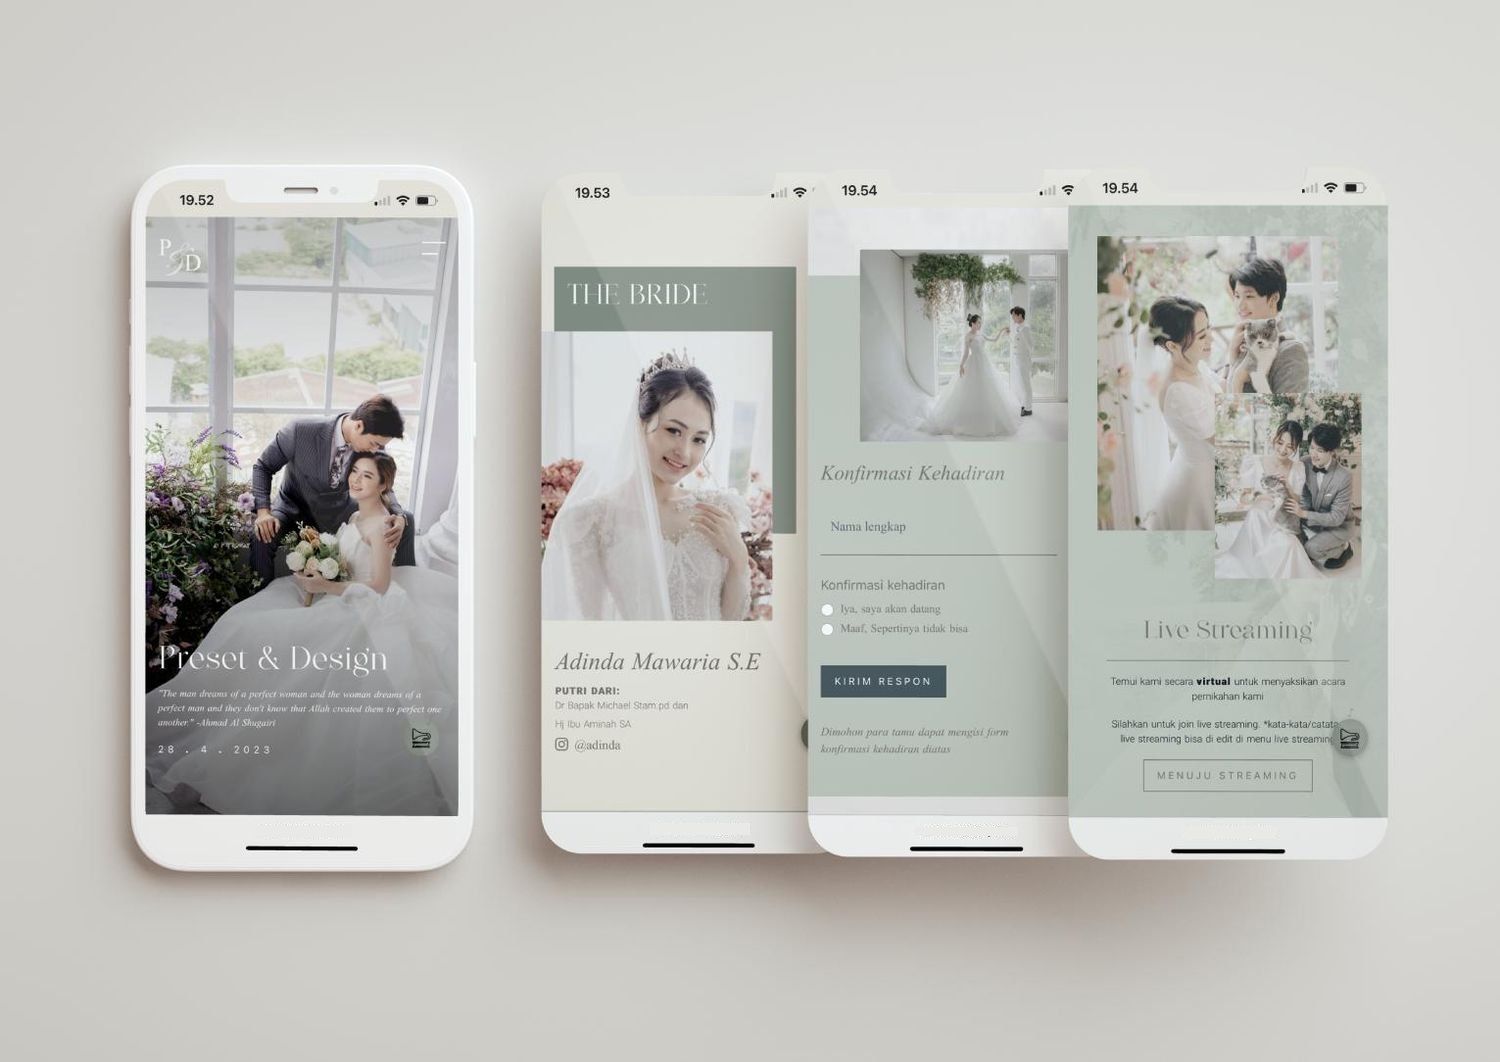 19.52
P&D
Preset & Design
"The man dreams of a perfect woman and the woman dreams of a
perfect man and they don't know that Allah created them to perfect one
another." -Ahmad Al Shugairi
28 . 4 . 2023
19.53
THE BRIDE
Adinda Mawaria S.E
PUTRI DARI:
Dr Bapak Michael Stam.pd dan
Hj Ibu Aminah SA
@adinda
19.54
Konfirmasi Kehadiran
Nama lengkap
Konfirmasi kehadiran
Iya, saya akan datang
Maaf, Sepertinya tidak bisa
KIRIM RESPON
Dimohon para tamu dapat mengisi form
konfirmasi kehadiran diatas
19.54
Live Streaming
Temui kami secara virtual untuk menyaksikan acara
pernikahan kami
Silahkan untuk join live streaming. *kata-kata/catata
live streaming bisa di edit di menu live streaming
MENUJU STREAMING